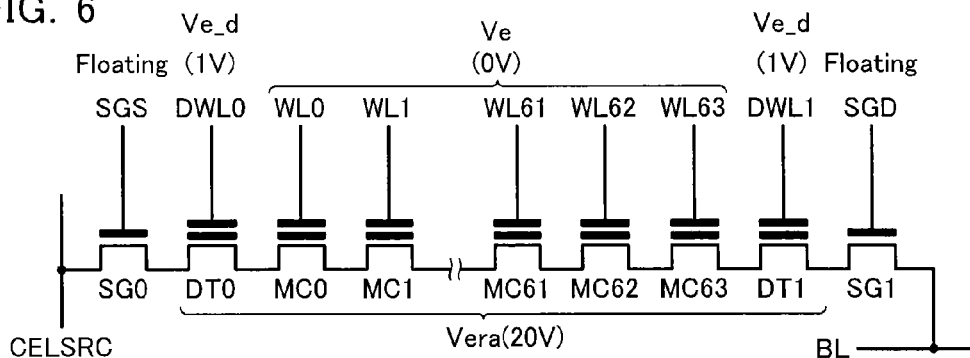 FIG. 6
Ve_d Ve Ve_d
Floating (1V) (0V) (1V) Floating
SGS DWL0 WL0 WL1 WL61 WL62 WL63 DWL1 SGD
SG0 DT0 MC0 MC1 MC61 MC62 MC63 DT1 SG1
Vera(20V)
CELSRC BL